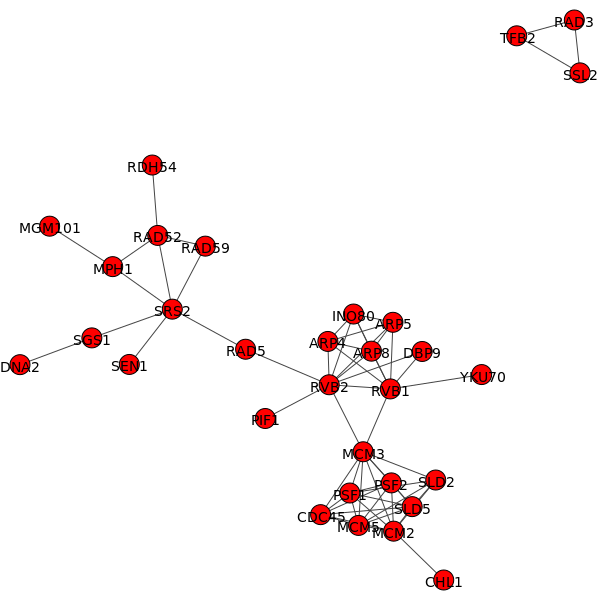 RAD3
TFB2
SSL2
RDH54
MGM101
RAD52
RAD59
MPH1
SRS2
INO80
ARP5
SGS1
ARP4
RAD5
ARP8
DBP9
DNA2
SEN1
YKU70
RVB2
RVB1
PIF1
MCM3
SLD2
PSF2
PSF1
SLD5
CDC45
MCM5
MCM2
CHL1